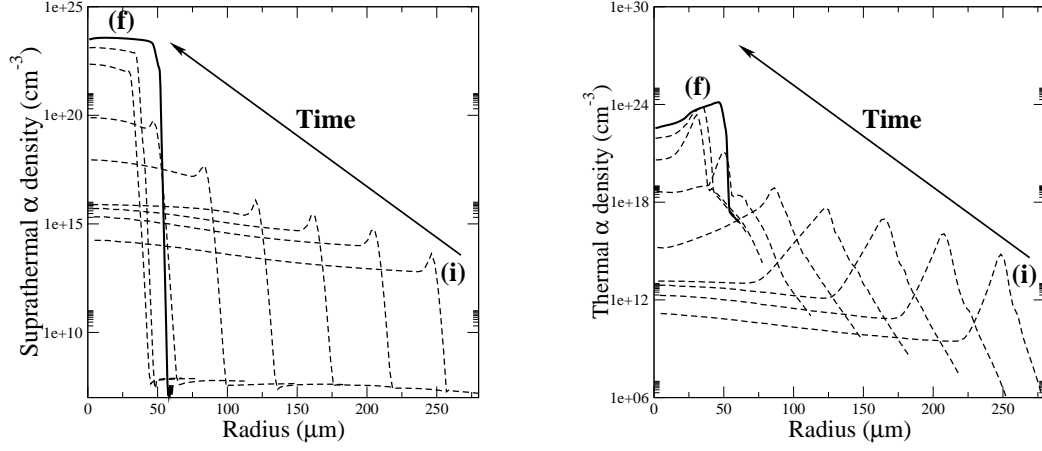 1e+25
(f)
1e+20
Time
1e+15
(i)
1e+10
0 50 100 150 200 250
Radius (μm)
Suprathermal α density (cm⁻³)
1e+30
1e+24
(f)
Time
1e+18
1e+12
(i)
1e+06
0 50 100 150 200 250
Radius (μm)
Thermal α density (cm⁻³)